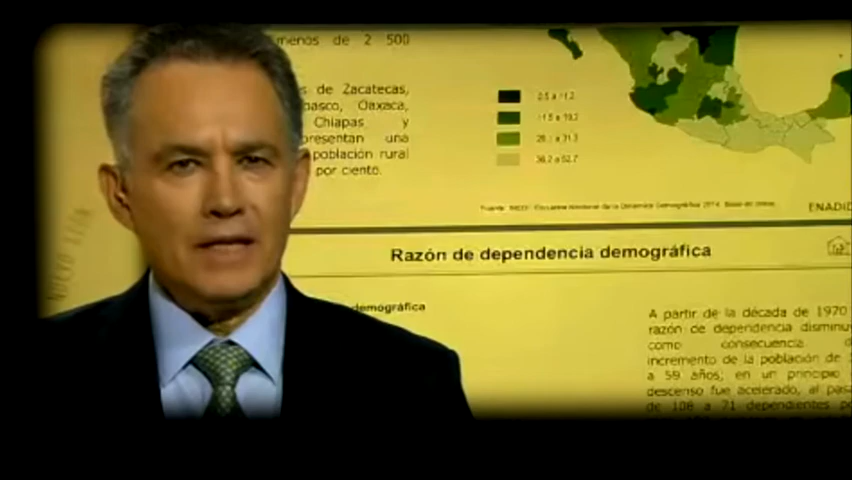 menos de 2 500
s de Zacatecas,
basco, Oaxaca,
Chiapas y
presentan una
población rural
por ciento.
ENADID
Razón de dependencia demográfica
demográfica
A partir de la década de 1970
razón de dependencia disminu
como consecuencia d
incremento de la población de
a 59 años; en un principio
descenso fue acelerado, al pas
de 108 a 71 dependientes po